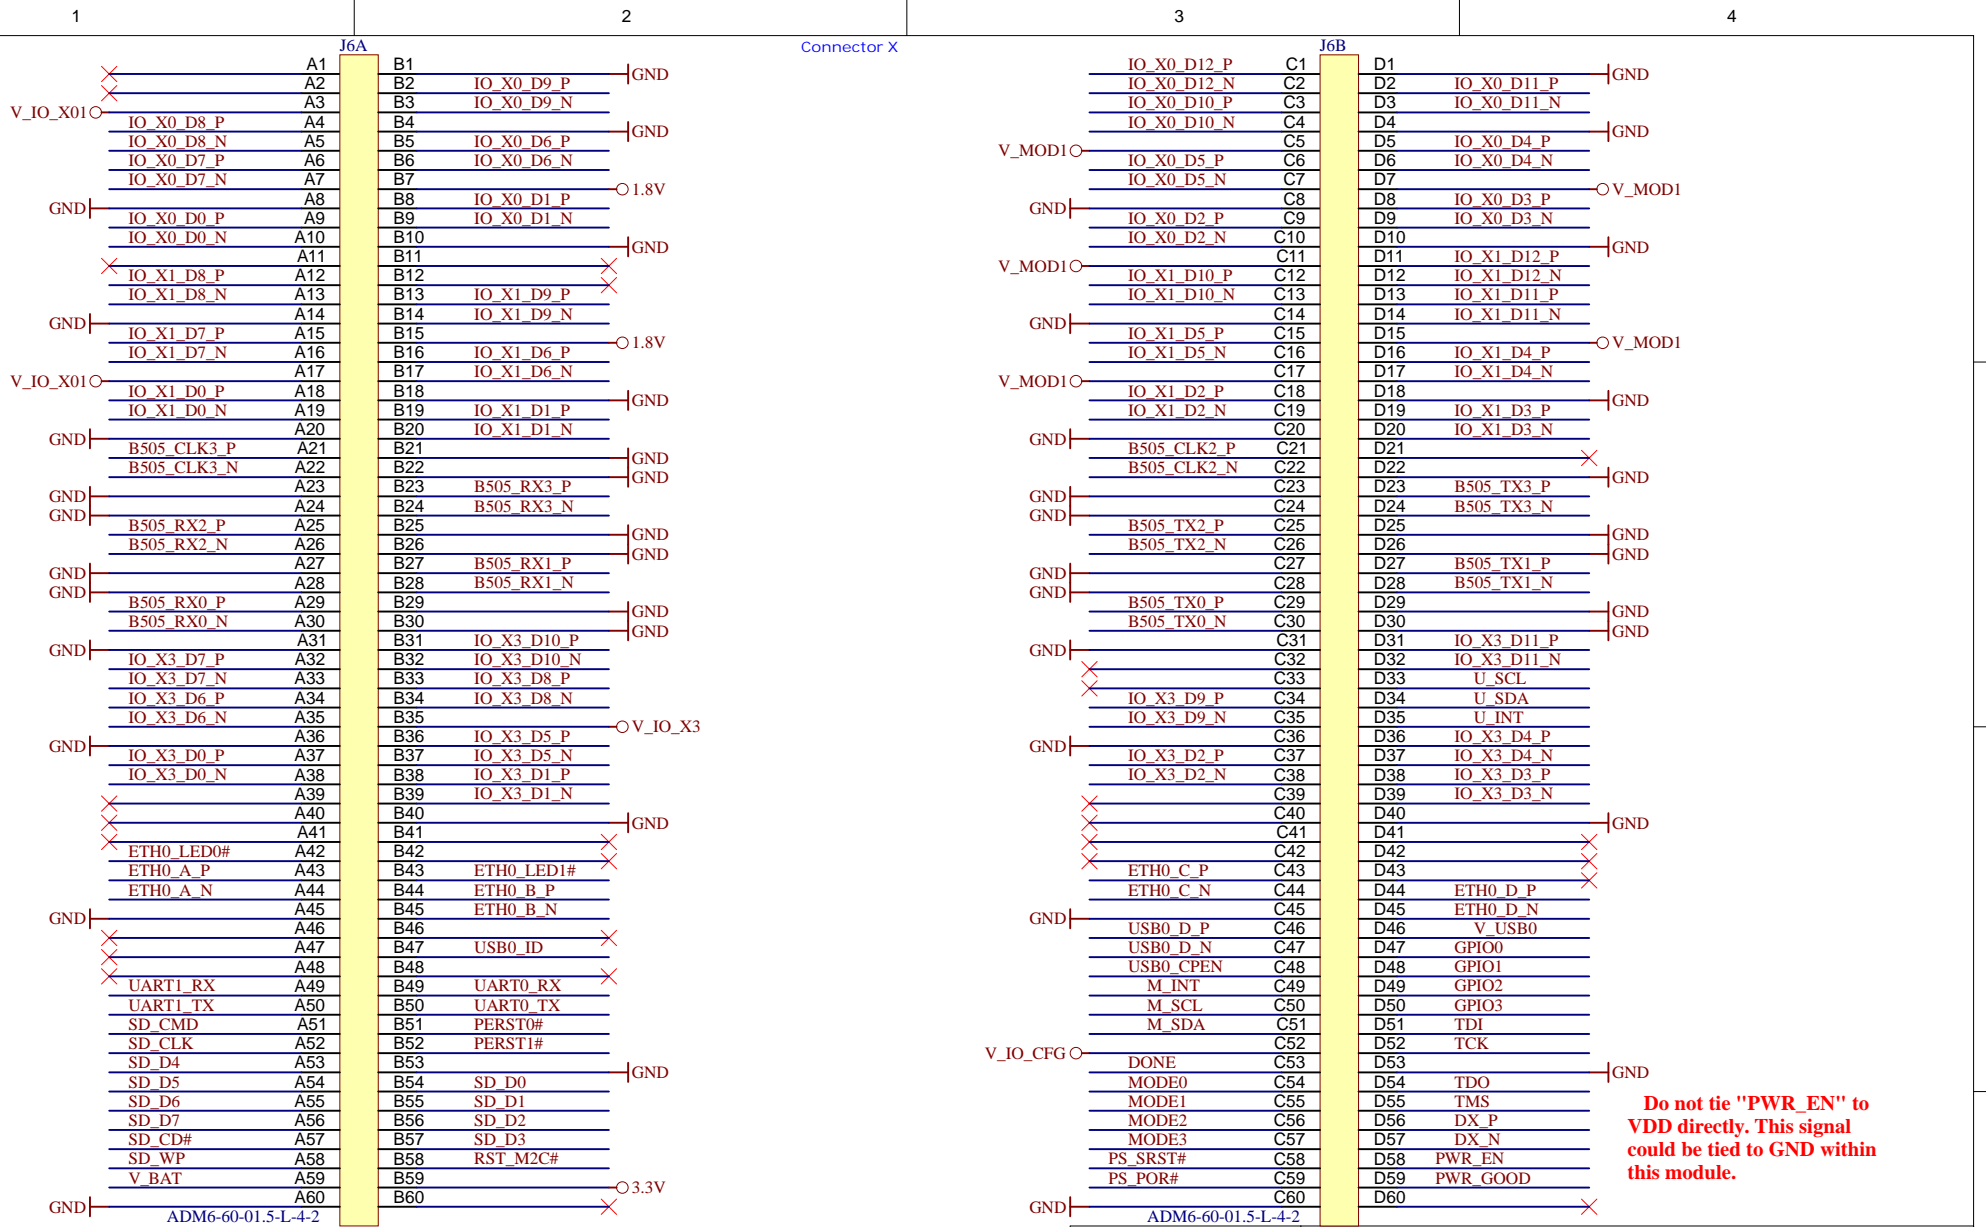 1 2 3 4
J6A Connector X J6B
A1 B1 GND IO_X0_D12_P C1 D1 GND
A2 B2 IO_X0_D9_P IO_X0_D12_N C2 D2 IO_X0_D11_P
V_IO_X01 A3 B3 IO_X0_D9_N IO_X0_D10_P C3 D3 IO_X0_D11_N
IO_X0_D8_P A4 B4 GND IO_X0_D10_N C4 D4 GND
IO_X0_D8_N A5 B5 IO_X0_D6_P V_MOD1 C5 D5 IO_X0_D4_P
IO_X0_D7_P A6 B6 IO_X0_D6_N IO_X0_D5_P C6 D6 IO_X0_D4_N
IO_X0_D7_N A7 B7 1.8V IO_X0_D5_N C7 D7 V_MOD1
GND A8 B8 IO_X0_D1_P GND C8 D8 IO_X0_D3_P
IO_X0_D0_P A9 B9 IO_X0_D1_N IO_X0_D2_P C9 D9 IO_X0_D3_N
IO_X0_D0_N A10 B10 GND IO_X0_D2_N C10 D10 GND
A11 B11 V_MOD1 C11 D11 IO_X1_D12_P
IO_X1_D8_P A12 B12 IO_X1_D10_P C12 D12 IO_X1_D12_N
IO_X1_D8_N A13 B13 IO_X1_D9_P IO_X1_D10_N C13 D13 IO_X1_D11_P
GND A14 B14 IO_X1_D9_N GND C14 D14 IO_X1_D11_N
IO_X1_D7_P A15 B15 1.8V IO_X1_D5_P C15 D15 V_MOD1
IO_X1_D7_N A16 B16 IO_X1_D6_P IO_X1_D5_N C16 D16 IO_X1_D4_P
V_IO_X01 A17 B17 IO_X1_D6_N V_MOD1 C17 D17 IO_X1_D4_N
IO_X1_D0_P A18 B18 GND IO_X1_D2_P C18 D18 GND
IO_X1_D0_N A19 B19 IO_X1_D1_P IO_X1_D2_N C19 D19 IO_X1_D3_P
GND A20 B20 IO_X1_D1_N GND C20 D20 IO_X1_D3_N
B505_CLK3_P A21 B21 GND B505_CLK2_P C21 D21
B505_CLK3_N A22 B22 GND B505_CLK2_N C22 D22 GND
GND A23 B23 B505_RX3_P GND C23 D23 B505_TX3_P
GND A24 B24 B505_RX3_N GND C24 D24 B505_TX3_N
B505_RX2_P A25 B25 GND B505_TX2_P C25 D25 GND
B505_RX2_N A26 B26 GND B505_TX2_N C26 D26 GND
GND A27 B27 B505_RX1_P GND C27 D27 B505_TX1_P
GND A28 B28 B505_RX1_N GND C28 D28 B505_TX1_N
B505_RX0_P A29 B29 GND B505_TX0_P C29 D29 GND
B505_RX0_N A30 B30 GND B505_TX0_N C30 D30 GND
GND A31 B31 IO_X3_D10_P GND C31 D31 IO_X3_D11_P
IO_X3_D7_P A32 B32 IO_X3_D10_N C32 D32 IO_X3_D11_N
IO_X3_D7_N A33 B33 IO_X3_D8_P C33 D33 U_SCL
IO_X3_D6_P A34 B34 IO_X3_D8_N IO_X3_D9_P C34 D34 U_SDA
IO_X3_D6_N A35 B35 V_IO_X3 IO_X3_D9_N C35 D35 U_INT
GND A36 B36 IO_X3_D5_P GND C36 D36 IO_X3_D4_P
IO_X3_D0_P A37 B37 IO_X3_D5_N IO_X3_D2_P C37 D37 IO_X3_D4_N
IO_X3_D0_N A38 B38 IO_X3_D1_P IO_X3_D2_N C38 D38 IO_X3_D3_P
A39 B39 IO_X3_D1_N C39 D39 IO_X3_D3_N
A40 B40 GND C40 D40 GND
A41 B41 C41 D41
ETH0_LED0# A42 B42 C42 D42
ETH0_A_P A43 B43 ETH0_LED1# ETH0_C_P C43 D43
ETH0_A_N A44 B44 ETH0_B_P ETH0_C_N C44 D44 ETH0_D_P
GND A45 B45 ETH0_B_N GND C45 D45 ETH0_D_N
A46 B46 USB0_D_P C46 D46 V_USB0
A47 B47 USB0_ID USB0_D_N C47 D47 GPIO0
A48 B48 USB0_CPEN C48 D48 GPIO1
UART1_RX A49 B49 UART0_RX M_INT C49 D49 GPIO2
UART1_TX A50 B50 UART0_TX M_SCL C50 D50 GPIO3
SD_CMD A51 B51 PERST0# M_SDA C51 D51 TDI
SD_CLK A52 B52 PERST1# V_IO_CFG C52 D52 TCK
SD_D4 A53 B53 GND DONE C53 D53 GND
SD_D5 A54 B54 SD_D0 MODE0 C54 D54 TDO
SD_D6 A55 B55 SD_D1 MODE1 C55 D55 TMS
SD_D7 A56 B56 SD_D2 MODE2 C56 D56 DX_P
SD_CD# A57 B57 SD_D3 MODE3 C57 D57 DX_N
SD_WP A58 B58 RST_M2C# PS_SRST# C58 D58 PWR_EN
V_BAT A59 B59 3.3V PS_POR# C59 D59 PWR_GOOD
GND A60 B60 GND C60 D60
ADM6-60-01.5-L-4-2 ADM6-60-01.5-L-4-2
Do not tie "PWR_EN" to
VDD directly. This signal
could be tied to GND within
this module.